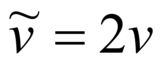 ṽ = 2v